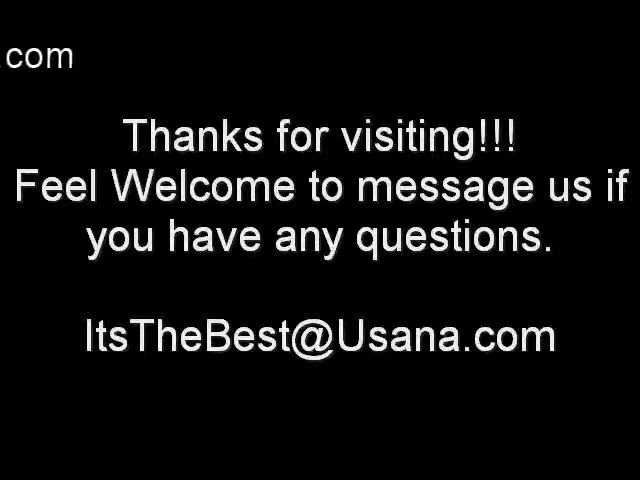 .com
Thanks for visiting!!!
Feel Welcome to message us if
you have any questions.
ItsTheBest@Usana.com